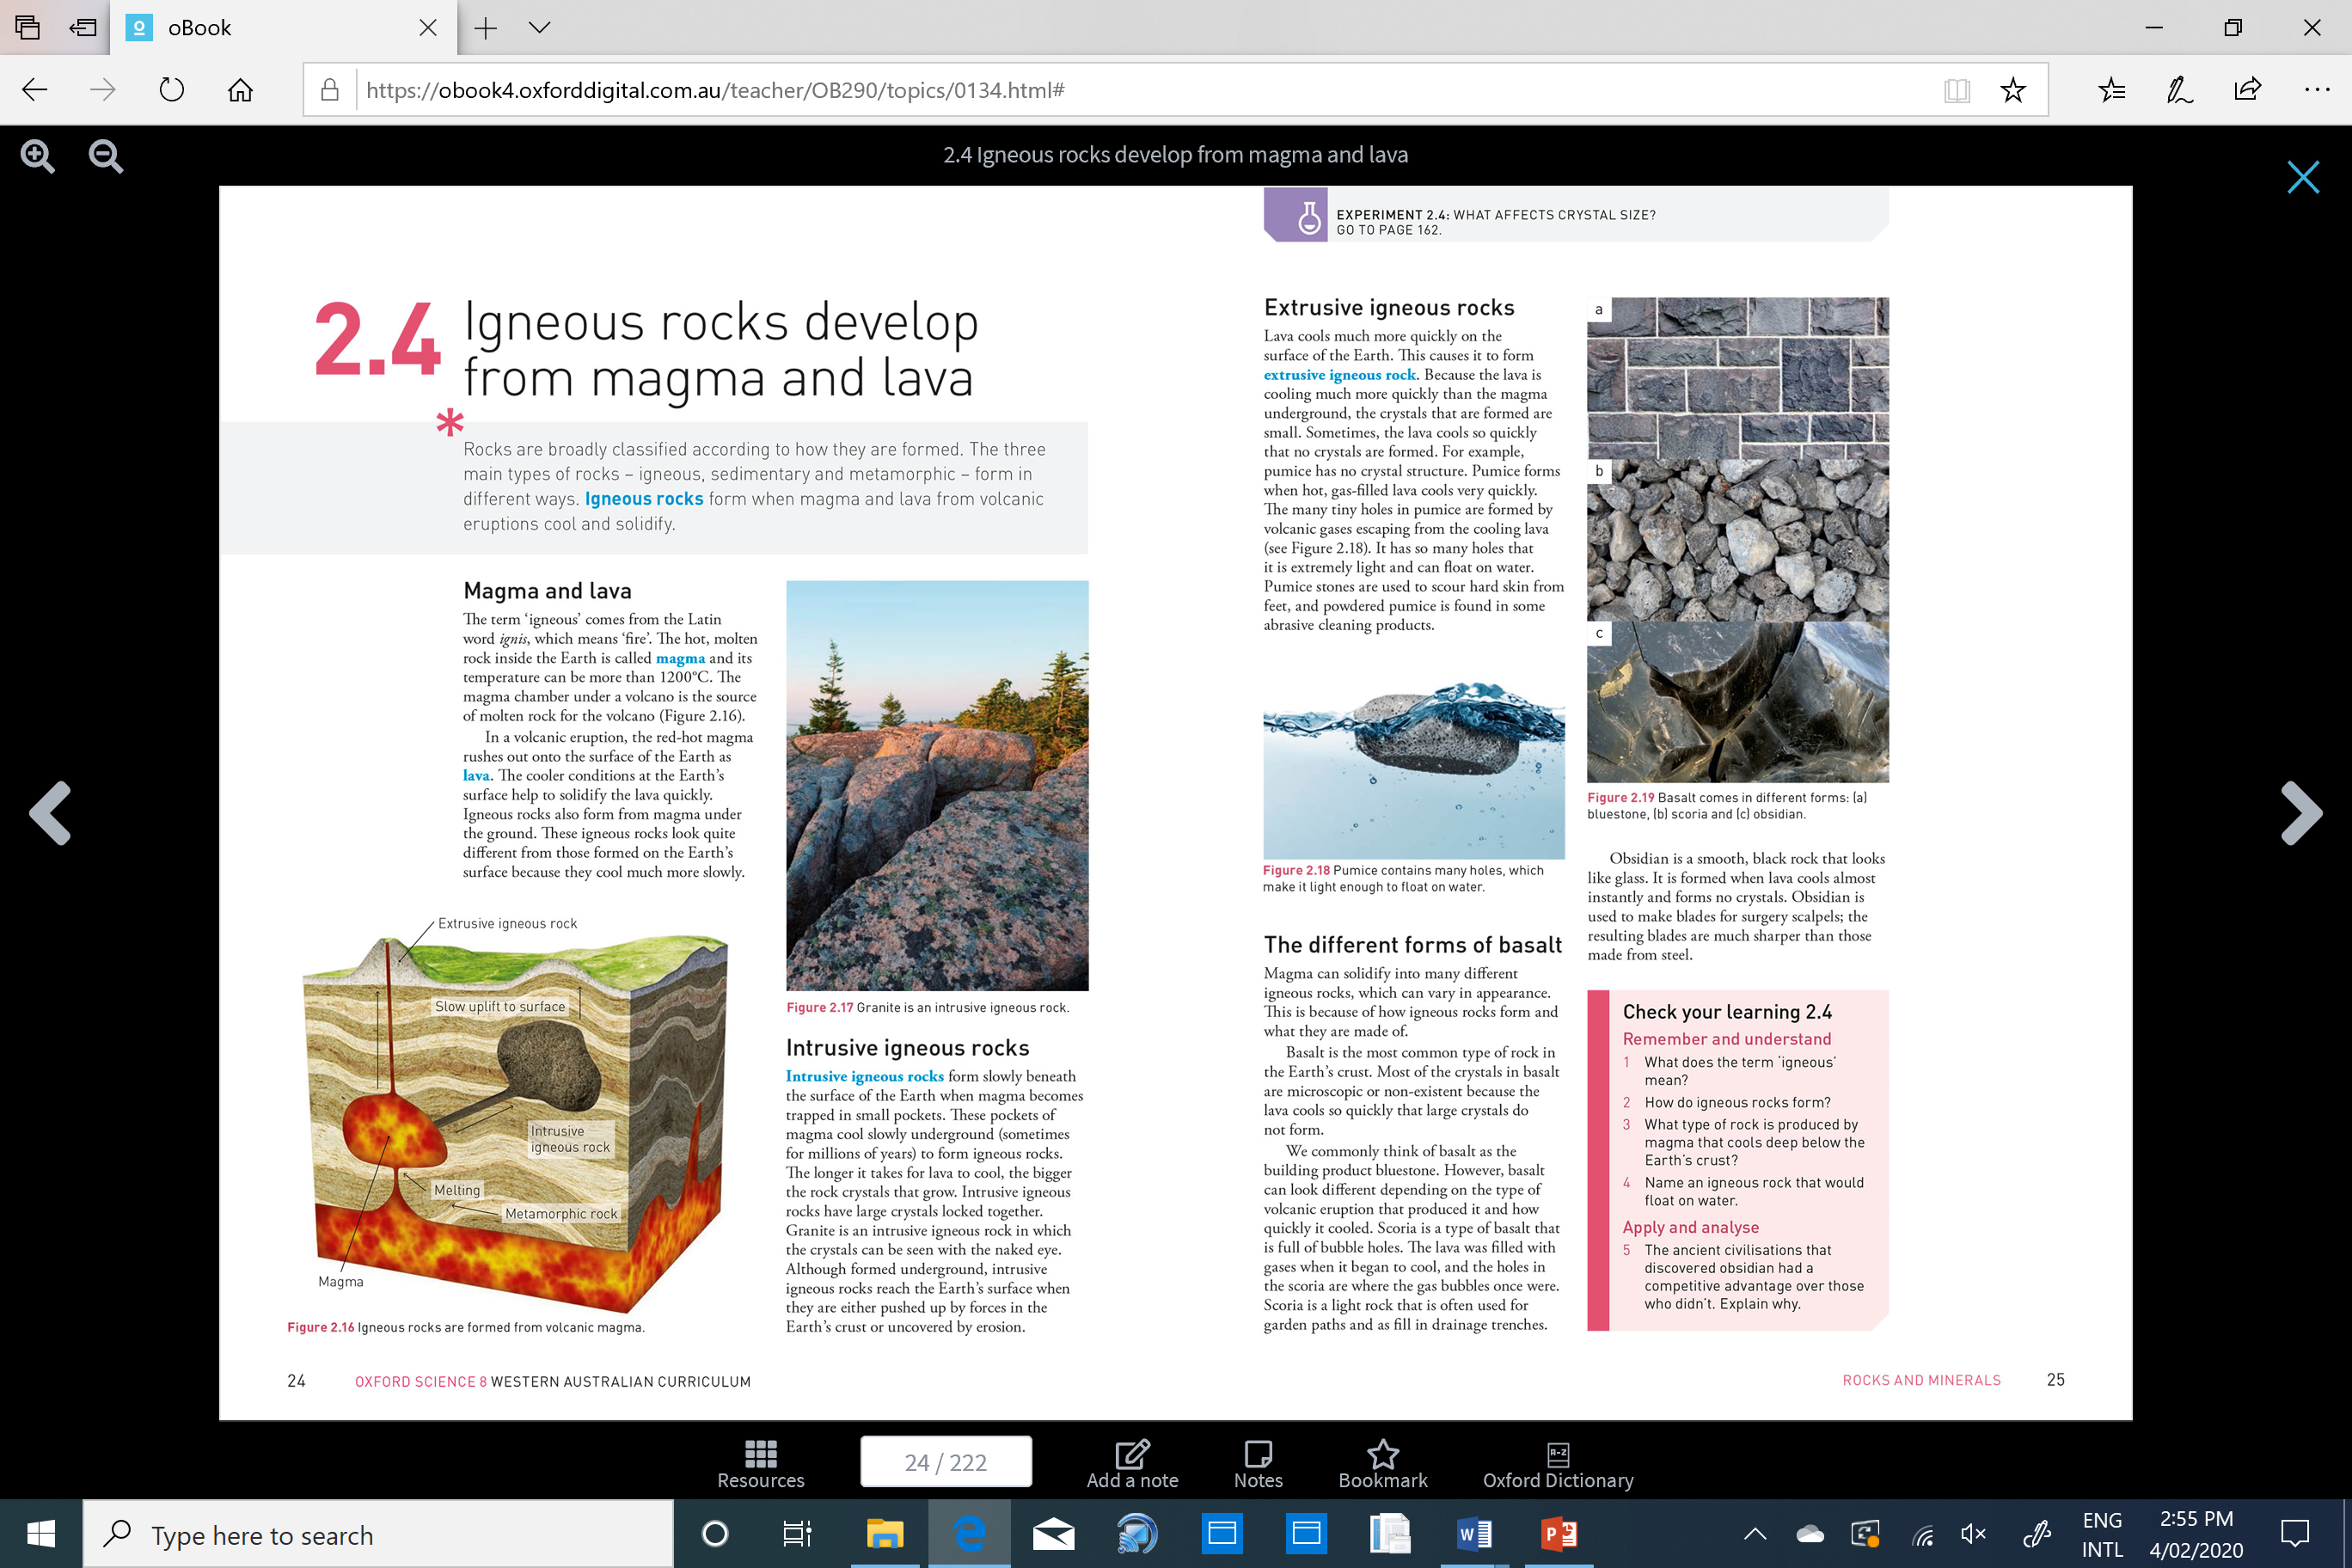 oBook
https://obook4.oxforddigital.com.au/teacher/OB290/topics/0134.html#
2.4 Igneous rocks develop from magma and lava
2.4 Igneous rocks develop
from magma and lava
*
Rocks are broadly classified according to how they are formed. The three
main types of rocks – igneous, sedimentary and metamorphic – form in
different ways. Igneous rocks form when magma and lava from volcanic
eruptions cool and solidify.
Magma and lava
The term ‘igneous’ comes from the Latin
word ignis, which means ‘fire’. The hot, molten
rock inside the Earth is called magma and its
temperature can be more than 1200°C. The
magma chamber under a volcano is the source
of molten rock for the volcano (Figure 2.16).
In a volcanic eruption, the red-hot magma
rushes out onto the surface of the Earth as
lava. The cooler conditions at the Earth’s
surface help to solidify the lava quickly.
Igneous rocks also form from magma under
the ground. These igneous rocks look quite
different from those formed on the Earth’s
surface because they cool much more slowly.
Extrusive igneous rock
Slow uplift to surface
Intrusive
igneous rock
Melting
Metamorphic rock
Magma
Figure 2.16 Igneous rocks are formed from volcanic magma.
Figure 2.17 Granite is an intrusive igneous rock.
Intrusive igneous rocks
Intrusive igneous rocks form slowly beneath
the surface of the Earth when magma becomes
trapped in small pockets. These pockets of
magma cool slowly underground (sometimes
for millions of years) to form igneous rocks.
The longer it takes for lava to cool, the bigger
the rock crystals that grow. Intrusive igneous
rocks have large crystals locked together.
Granite is an intrusive igneous rock in which
the crystals can be seen with the naked eye.
Although formed underground, intrusive
igneous rocks reach the Earth’s surface when
they are either pushed up by forces in the
Earth’s crust or uncovered by erosion.
24 OXFORD SCIENCE 8 WESTERN AUSTRALIAN CURRICULUM
EXPERIMENT 2.4: WHAT AFFECTS CRYSTAL SIZE?
GO TO PAGE 162.
Extrusive igneous rocks
Lava cools much more quickly on the
surface of the Earth. This causes it to form
extrusive igneous rock. Because the lava is
cooling much more quickly than the magma
underground, the crystals that are formed are
small. Sometimes, the lava cools so quickly
that no crystals are formed. For example,
pumice has no crystal structure. Pumice forms
when hot, gas-filled lava cools very quickly.
The many tiny holes in pumice are formed by
volcanic gases escaping from the cooling lava
(see Figure 2.18). It has so many holes that
it is extremely light and can float on water.
Pumice stones are used to scour hard skin from
feet, and powdered pumice is found in some
abrasive cleaning products.
Figure 2.18 Pumice contains many holes, which
make it light enough to float on water.
The different forms of basalt
Magma can solidify into many different
igneous rocks, which can vary in appearance.
This is because of how igneous rocks form and
what they are made of.
Basalt is the most common type of rock in
the Earth’s crust. Most of the crystals in basalt
are microscopic or non-existent because the
lava cools so quickly that large crystals do
not form.
We commonly think of basalt as the
building product bluestone. However, basalt
can look different depending on the type of
volcanic eruption that produced it and how
quickly it cooled. Scoria is a type of basalt that
is full of bubble holes. The lava was filled with
gases when it began to cool, and the holes in
the scoria are where the gas bubbles once were.
Scoria is a light rock that is often used for
garden paths and as fill in drainage trenches.
a
b
c
Figure 2.19 Basalt comes in different forms: (a)
bluestone, (b) scoria and (c) obsidian.
Obsidian is a smooth, black rock that looks
like glass. It is formed when lava cools almost
instantly and forms no crystals. Obsidian is
used to make blades for surgery scalpels; the
resulting blades are much sharper than those
made from steel.
Check your learning 2.4
Remember and understand
1 What does the term ‘igneous’
mean?
2 How do igneous rocks form?
3 What type of rock is produced by
magma that cools deep below the
Earth’s crust?
4 Name an igneous rock that would
float on water.
Apply and analyse
5 The ancient civilisations that
discovered obsidian had a
competitive advantage over those
who didn’t. Explain why.
ROCKS AND MINERALS 25
Resources
24 / 222
Add a note
Notes
Bookmark
A-Z
Oxford Dictionary
Type here to search
ENG
INTL
2:55 PM
4/02/2020